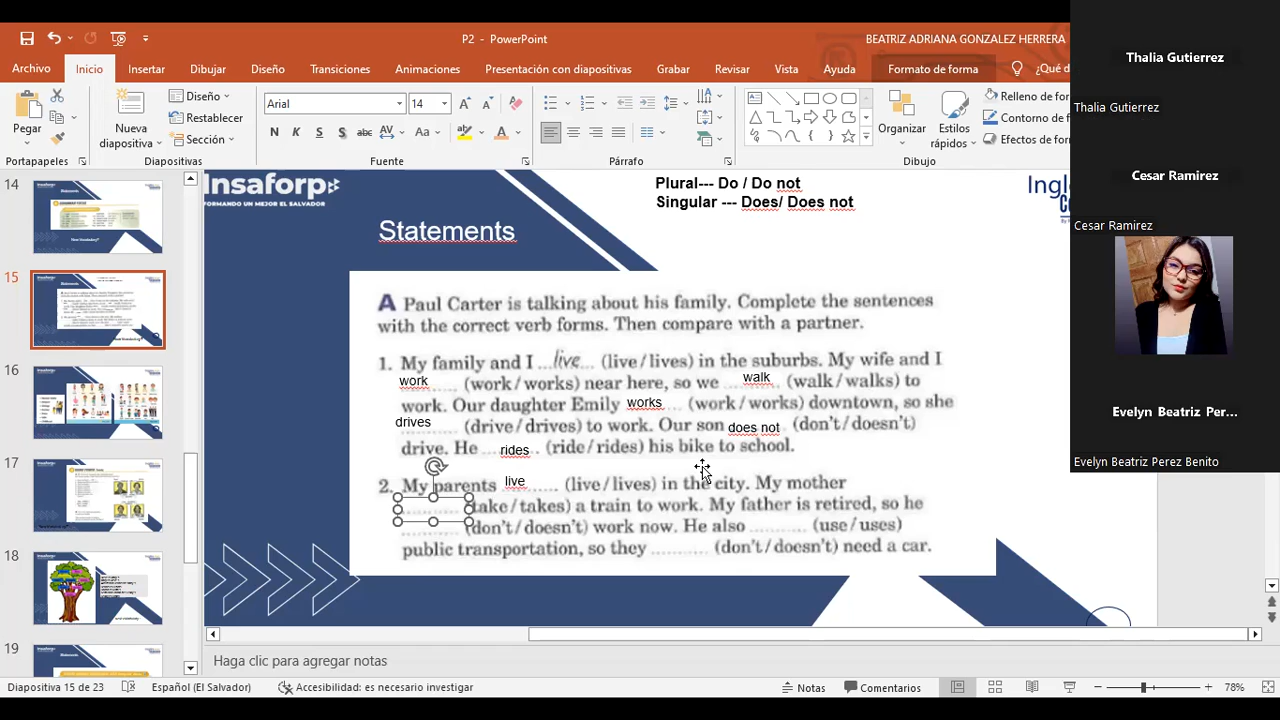 P2 - PowerPoint
BEATRIZ ADRIANA GONZALEZ HERRERA
Archivo Inicio Insertar Dibujar Diseño Transiciones Animaciones Presentación con diapositivas Grabar Revisar Vista Ayuda Formato de forma ¿Qué d
Pegar
Nueva diapositiva
Diseño
Restablecer
Sección
Arial 14
N K S S abc AV Aa
Organizar
Estilos rápidos
Relleno de for
Contorno de
Efectos de for
Portapapeles Diapositivas Fuente Párrafo Dibujo
14
15
16
17
18
19
Insaforp
FORMANDO UN MEJOR EL SALVADOR
Plural--- Do / Do not
Singular --- Does/ Does not
Ingl
Statements
A Paul Carter is talking about his family. Complete the sentences
with the correct verb forms. Then compare with a partner.
1. My family and I ...live... (live / lives) in the suburbs. My wife and I
work (work / works) near here, so we walk (walk / walks) to
work. Our daughter Emily works (work / works) downtown, so she
drives (drive / drives) to work. Our son does not (don't / doesn't)
drive. He rides (ride / rides) his bike to school.
2. My parents live (live / lives) in the city. My mother
(take / takes) a train to work. My father is retired, so he
(don't / doesn't) work now. He also (use / uses)
public transportation, so they (don't / doesn't) need a car.
Haga clic para agregar notas
Diapositiva 15 de 23 Español (El Salvador) Accesibilidad: es necesario investigar Notas Comentarios 78%
Thalia Gutierrez
Thalia Gutierrez
Cesar Ramirez
Cesar Ramirez
Evelyn Beatriz Per...
Evelyn Beatriz Perez Benito